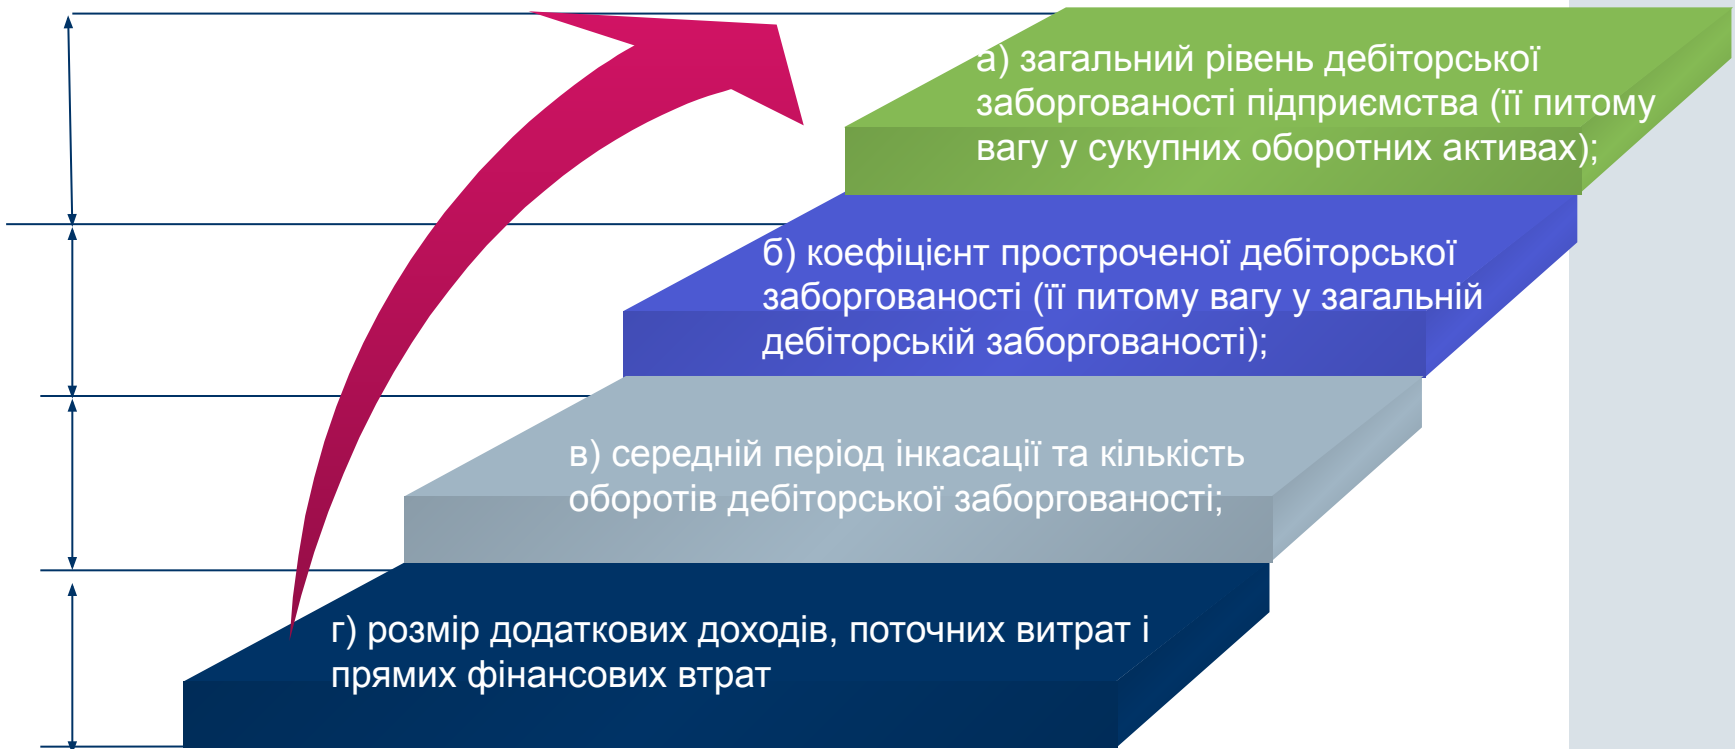 а) загальний рівень дебіторської
заборгованості підприємства (її питому
вагу у сукупних оборотних активах);
б) коефіцієнт простроченої дебіторської
заборгованості (її питому вагу у загальній
дебіторській заборгованості);
в) середній період інкасації та кількість
оборотів дебіторської заборгованості;
г) розмір додаткових доходів, поточних витрат і
прямих фінансових втрат